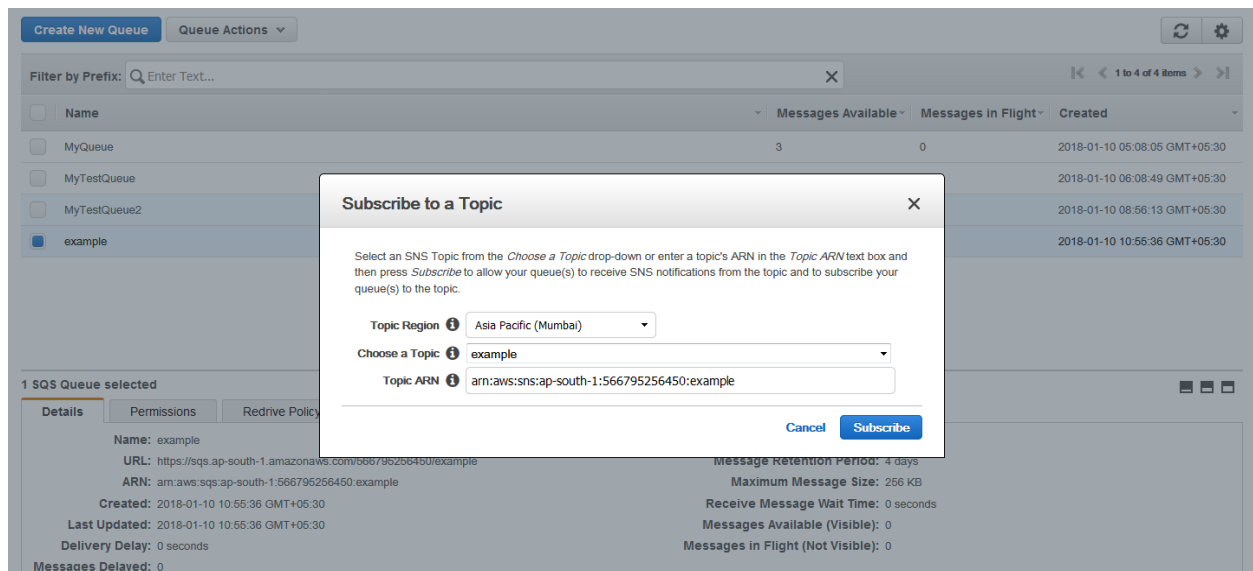 Create New Queue Queue Actions
Filter by Prefix: Enter Text... 1 to 4 of 4 items
Name Messages Available Messages in Flight Created
MyQueue 3 0 2018-01-10 05:08:05 GMT+05:30
MyTestQueue 2018-01-10 06:08:49 GMT+05:30
MyTestQueue2 2018-01-10 08:56:13 GMT+05:30
example 2018-01-10 10:55:36 GMT+05:30
Subscribe to a Topic
Select an SNS Topic from the Choose a Topic drop-down or enter a topic's ARN in the Topic ARN text box and
then press Subscribe to allow your queue(s) to receive SNS notifications from the topic and to subscribe your
queue(s) to the topic.
Topic Region Asia Pacific (Mumbai)
Choose a Topic example
Topic ARN arn:aws:sns:ap-south-1:566795256450:example
Cancel Subscribe
1 SQS Queue selected
Details Permissions Redrive Policy
Name: example
URL: https://sqs.ap-south-1.amazonaws.com/566795256450/example Message Retention Period: 4 days
ARN: arn:aws:sqs:ap-south-1:566795256450:example Maximum Message Size: 256 KB
Created: 2018-01-10 10:55:36 GMT+05:30 Receive Message Wait Time: 0 seconds
Last Updated: 2018-01-10 10:55:36 GMT+05:30 Messages Available (Visible): 0
Delivery Delay: 0 seconds Messages in Flight (Not Visible): 0
Messages Delayed: 0